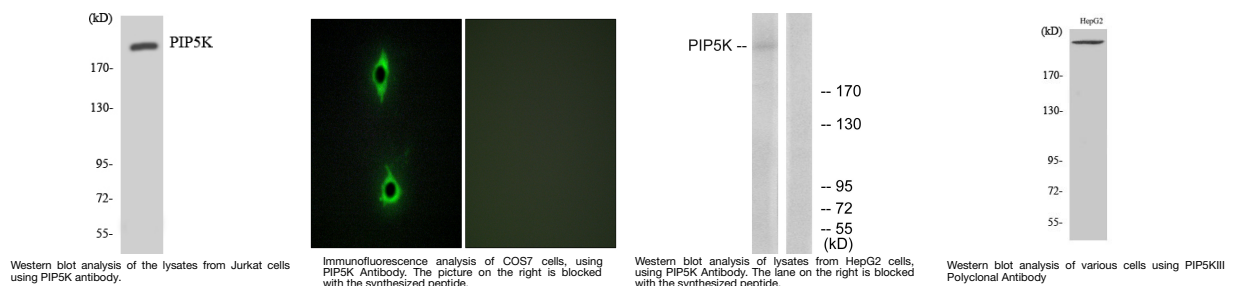 (kD)
PIP5K
170-
130-
95-
72-
55-
Western blot analysis of the lysates from Jurkat cells
using PIP5K antibody.
Immunofluorescence analysis of COS7 cells, using
PIP5K Antibody. The picture on the right is blocked
with the synthesized peptide.
PIP5K --
-- 170
-- 130
-- 95
-- 72
-- 55
(kD)
Western blot analysis of lysates from HepG2 cells,
using PIP5K Antibody. The lane on the right is blocked
with the synthesized peptide.
HepG2
(kD)
170-
130-
95-
72-
55-
Western blot analysis of various cells using PIP5KIII
Polyclonal Antibody